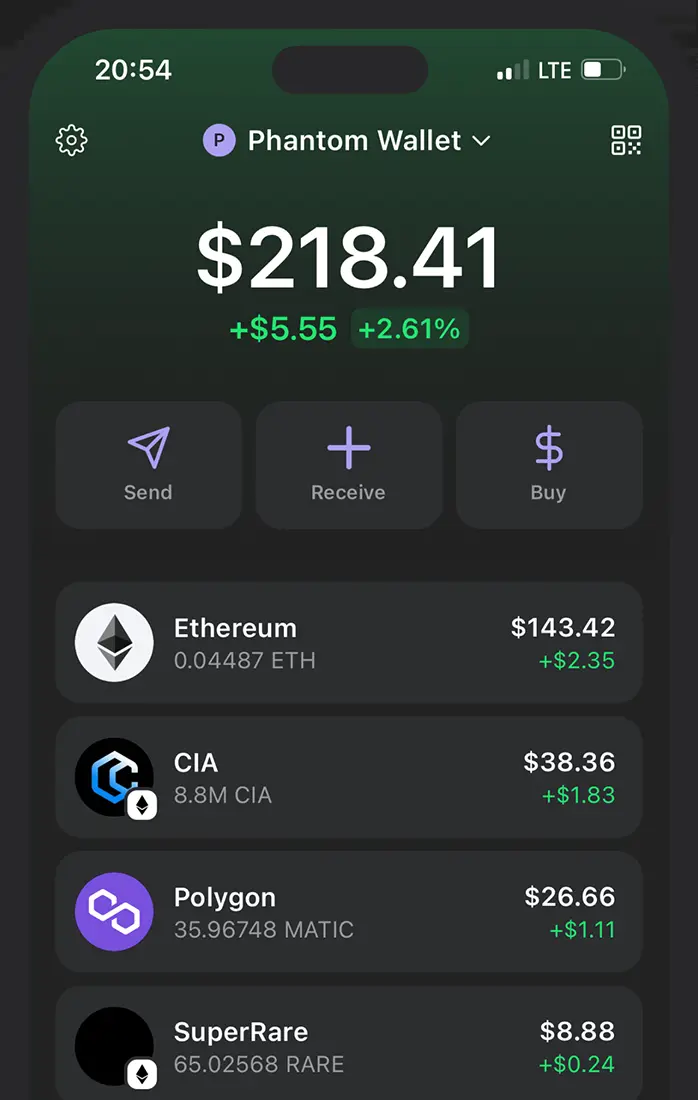 20:54 LTE
P Phantom Wallet
$218.41
+$5.55 +2.61%
Send Receive Buy
Ethereum $143.42
0.04487 ETH +$2.35
CIA $38.36
8.8M CIA +$1.83
Polygon $26.66
35.96748 MATIC +$1.11
SuperRare $8.88
65.02568 RARE +$0.24